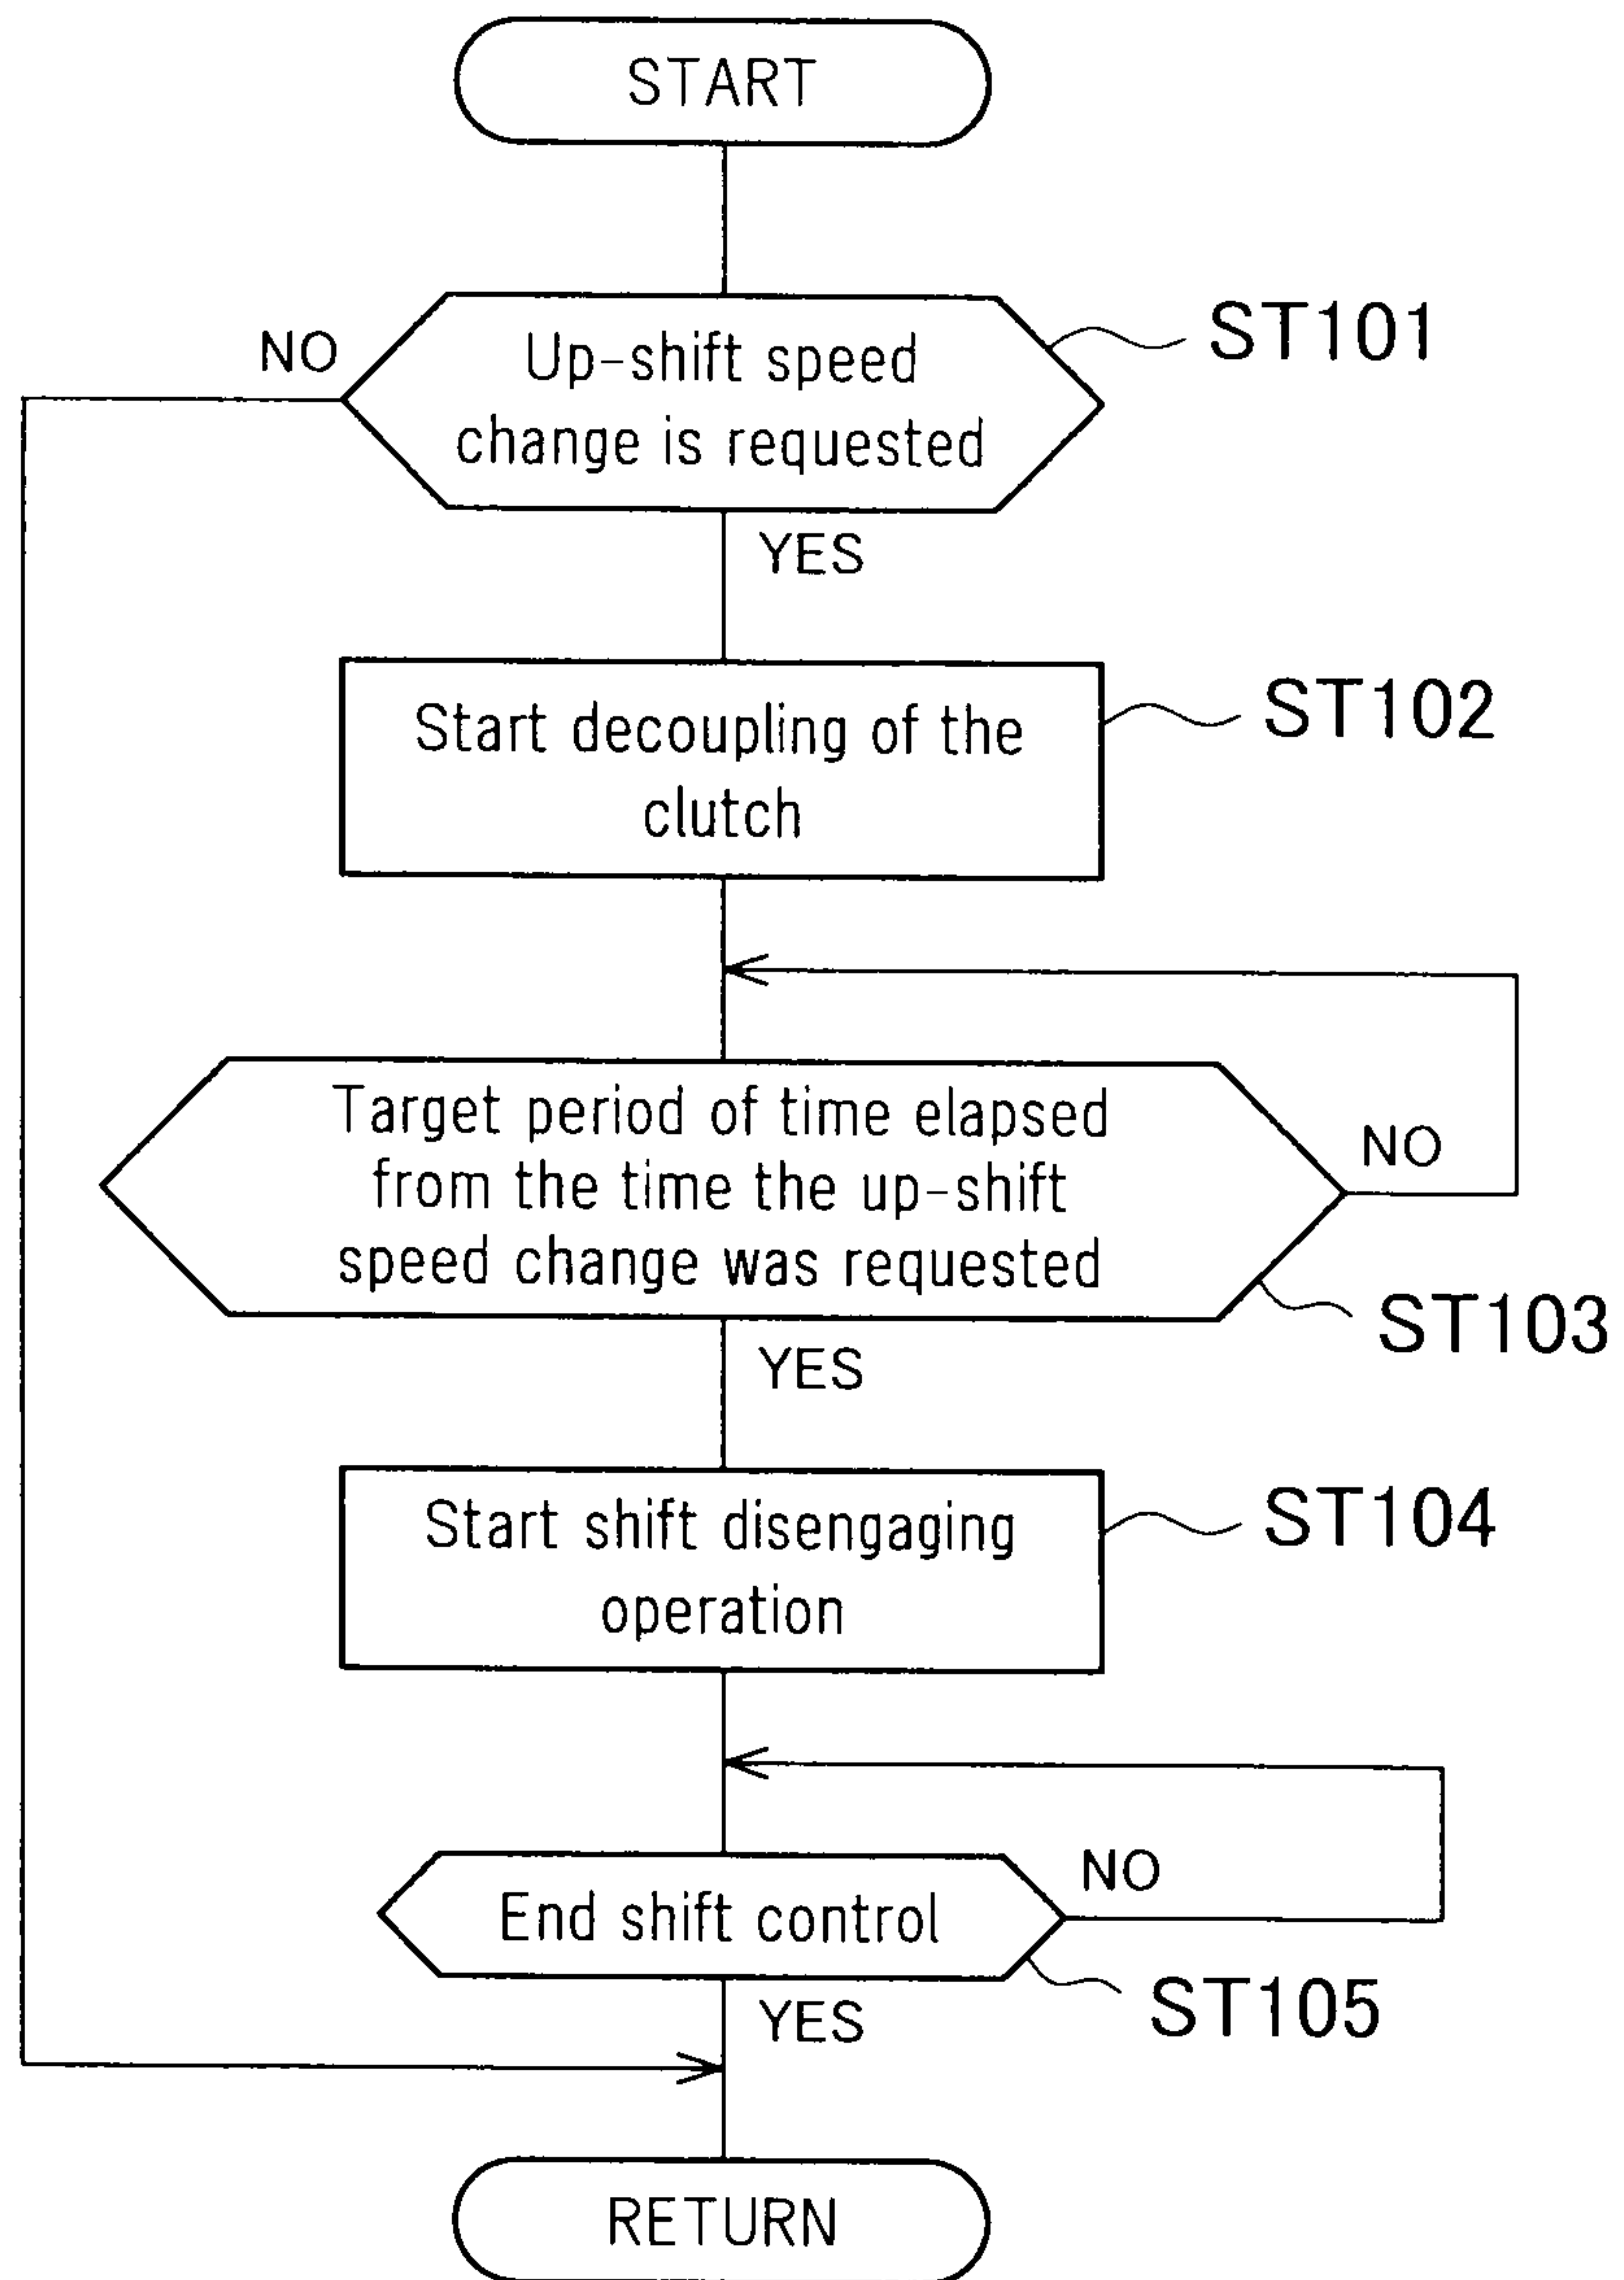 START
NO
Up-shift speed
change is requested
ST101
YES
Start decoupling of the
clutch
ST102
Target period of time elapsed
from the time the up-shift
speed change was requested
NO
ST103
YES
Start shift disengaging
operation
ST104
End shift control
NO
ST105
YES
RETURN